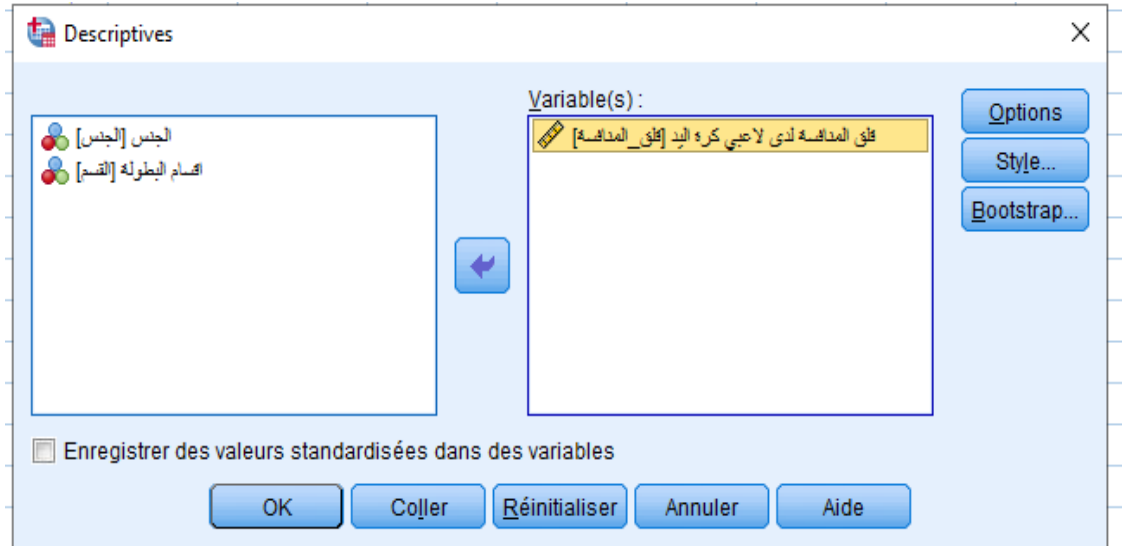 Descriptives
Variable(s) :
الجنس [الجنس]
اقسام البطولة [القسم]
قلق المنافسة لدى لاعبي كرة اليد [قلق_المنافسة]
Options
Style...
Bootstrap...
Enregistrer des valeurs standardisées dans des variables
OK
Coller
Réinitialiser
Annuler
Aide